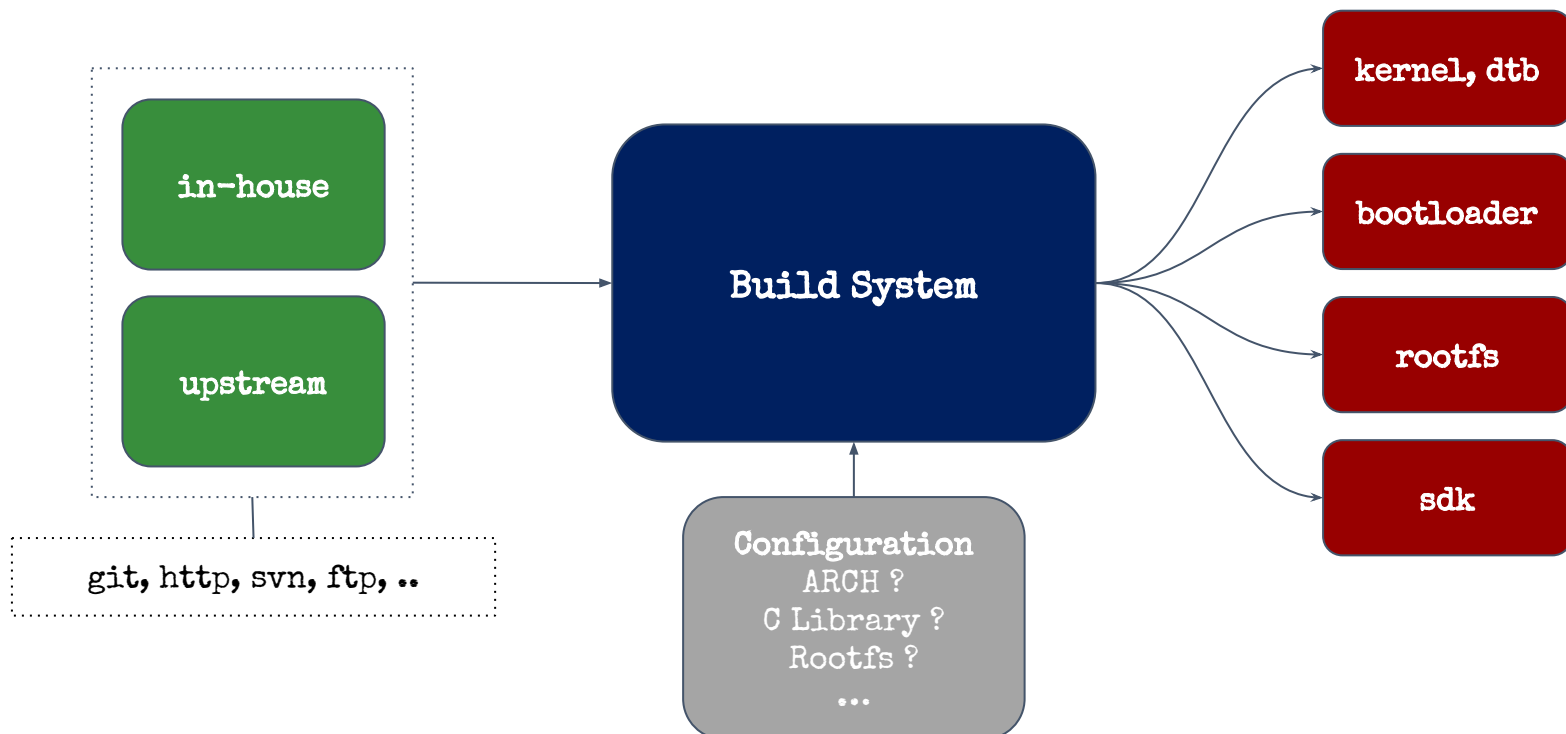 in-house
upstream
git, http, svn, ftp, ..
Build System
Configuration
ARCH ?
C Library ?
Rootfs ?
...
kernel, dtb
bootloader
rootfs
sdk